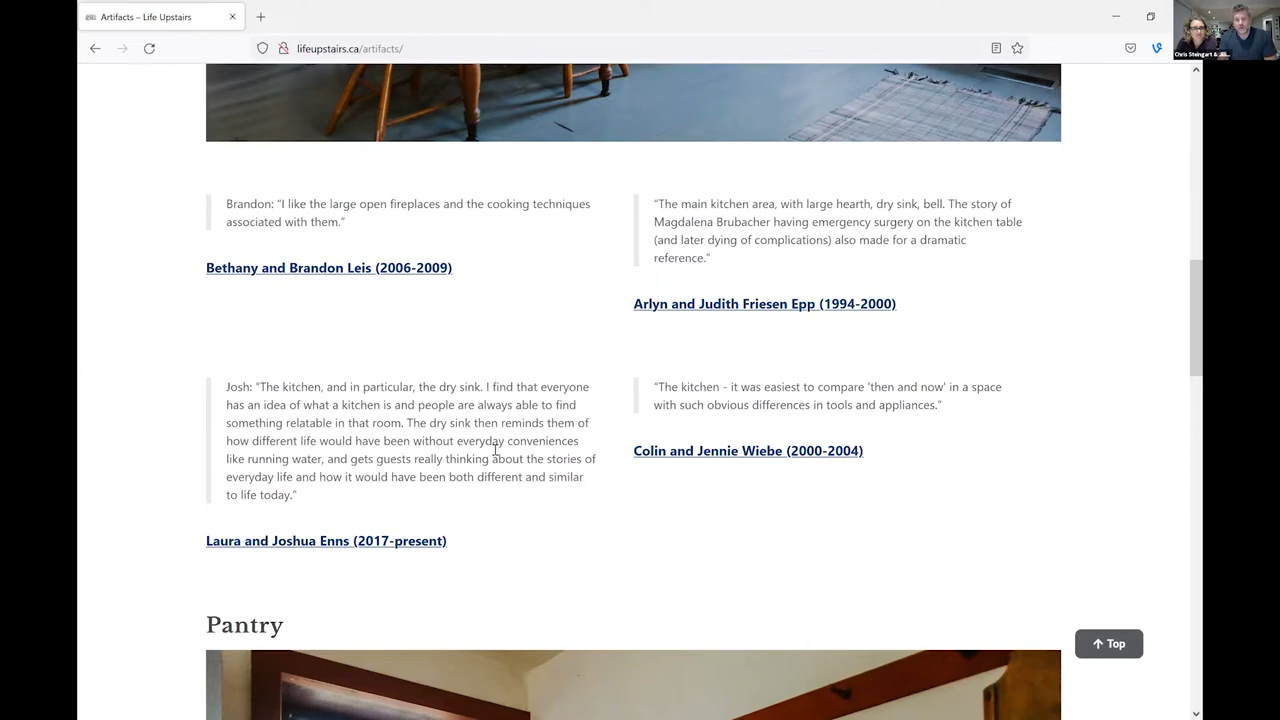 Artifacts – Life Upstairs
lifeupstairs.ca/artifacts/
Chris Steingart &
Brandon: “I like the large open fireplaces and the cooking techniques
associated with them.”
Bethany and Brandon Leis (2006-2009)
“The main kitchen area, with large hearth, dry sink, bell. The story of
Magdalena Brubacher having emergency surgery on the kitchen table
(and later dying of complications) also made for a dramatic
reference.”
Arlyn and Judith Friesen Epp (1994-2000)
Josh: “The kitchen, and in particular, the dry sink. I find that everyone
has an idea of what a kitchen is and people are always able to find
something relatable in that room. The dry sink then reminds them of
how different life would have been without everyday conveniences
like running water, and gets guests really thinking about the stories of
everyday life and how it would have been both different and similar
to life today.”
Laura and Joshua Enns (2017-present)
“The kitchen - it was easiest to compare 'then and now' in a space
with such obvious differences in tools and appliances.”
Colin and Jennie Wiebe (2000-2004)
Pantry
Top